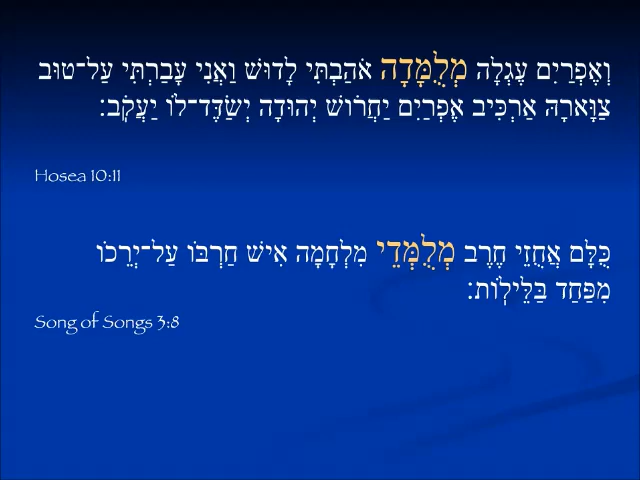 וְאֶפְרַיִם עֶגְלָה מְלֻמָּדָה אֹהַבְתִּי לָדוּשׁ וַאֲנִי עָבַרְתִּי עַל־טוּב
צַוָּארָהּ אַרְכִּיב אֶפְרַיִם יַחֲרוֹשׁ יְהוּדָה יְשַׂדֶּד־לוֹ יַעֲקֹב׃
Hosea 10:11
כֻּלָּם אֲחֻזֵי חֶרֶב מְלֻמְּדֵי מִלְחָמָה אִישׁ חַרְבּוֹ עַל־יְרֵכוֹ
מִפַּחַד בַּלֵּילוֹת׃
Song of Songs 3:8